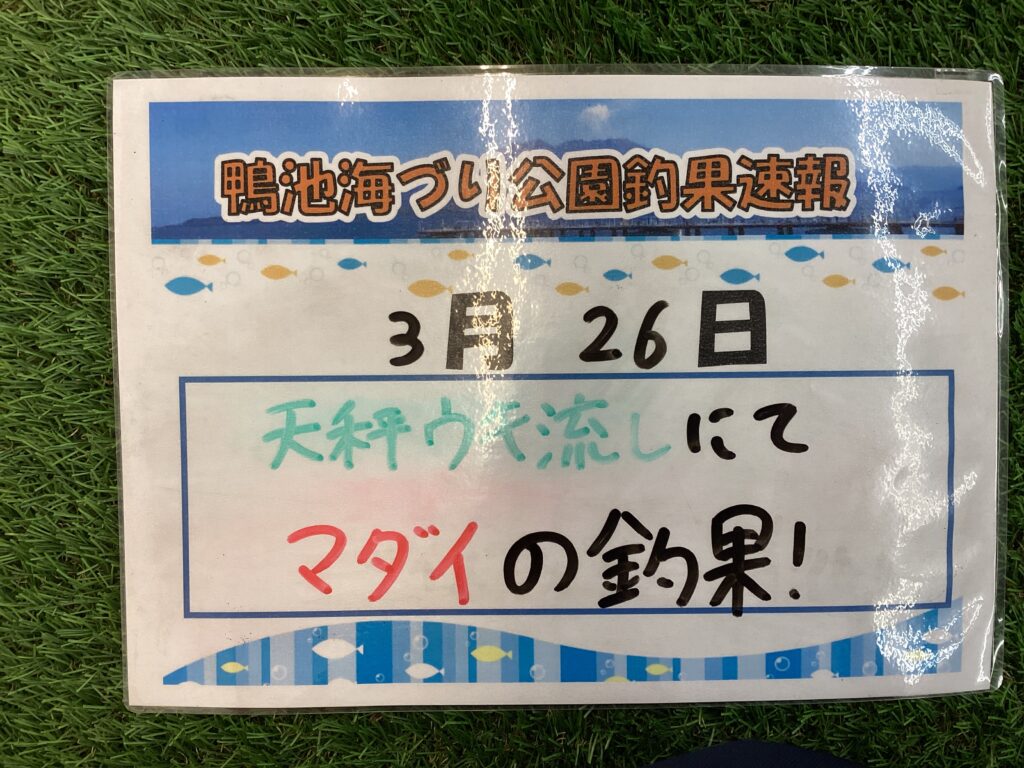 鴨池海づり公園釣果速報
3月 26日
天秤ウキ流しにて
マダイの釣果!